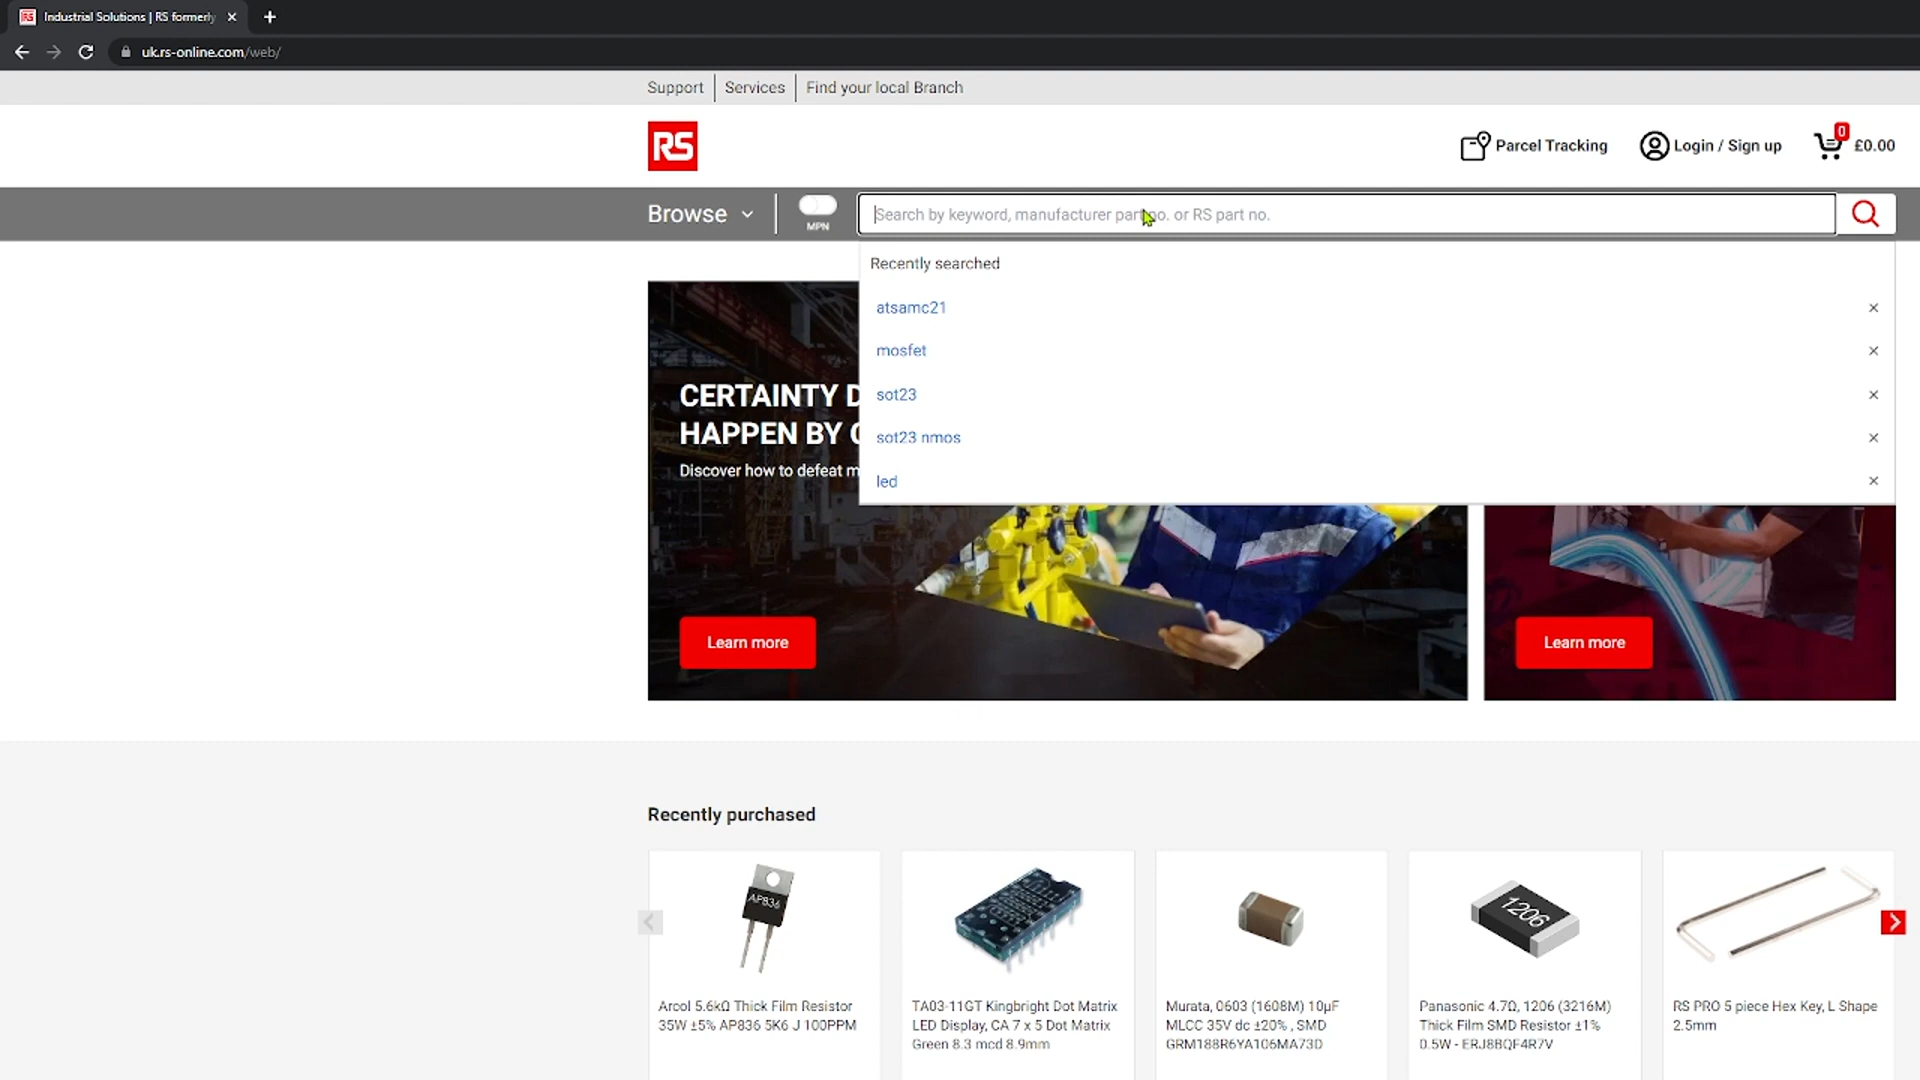 RS Industrial Solutions | RS formerly
uk.rs-online.com/web/
Support
Services
Find your local Branch
RS
Parcel Tracking
Login / Sign up
0
£0.00
Browse
MPN
Search by keyword, manufacturer part no. or RS part no.
Recently searched
atsamc21
mosfet
sot23
sot23 nmos
led
CERTAINTY D
HAPPEN BY C
Discover how to defeat m
Learn more
Learn more
Recently purchased
AP836
1206
Arcol 5.6kΩ Thick Film Resistor
35W ±5% AP836 5K6 J 100PPM
TA03-11GT Kingbright Dot Matrix
LED Display, CA 7 x 5 Dot Matrix
Green 8.3 mcd 8.9mm
Murata, 0603 (1608M) 10μF
MLCC 35V dc ±20% , SMD
GRM188R6YA106MA73D
Panasonic 4.7Ω, 1206 (3216M)
Thick Film SMD Resistor ±1%
0.5W - ERJ8BQF4R7V
RS PRO 5 piece Hex Key, L Shape
2.5mm